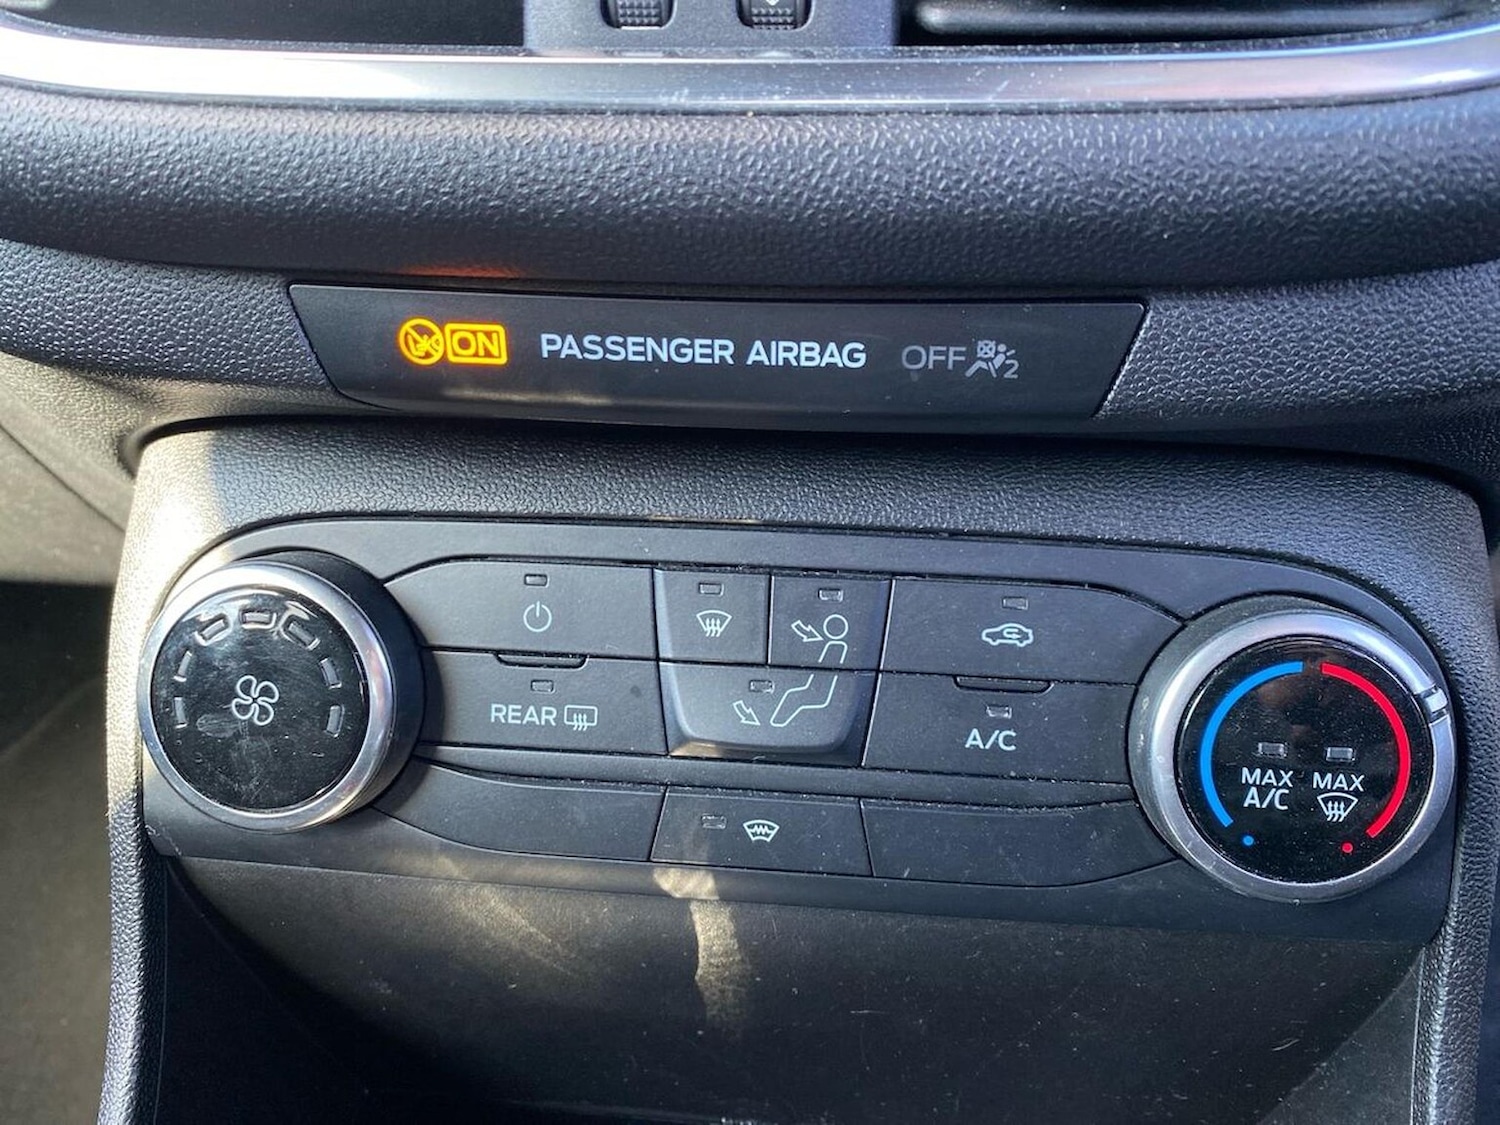 ON PASSENGER AIRBAG OFF 2
REAR
A/C
MAX A/C
MAX